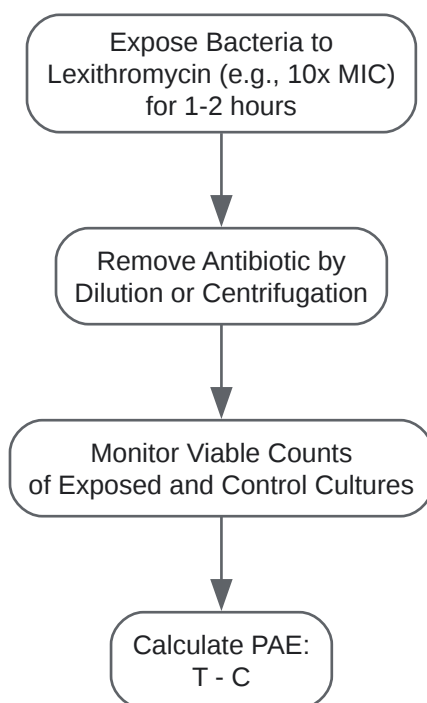 Expose Bacteria to
Lexithromycin (e.g., 10x MIC)
for 1-2 hours
Remove Antibiotic by
Dilution or Centrifugation
Monitor Viable Counts
of Exposed and Control Cultures
Calculate PAE:
T - C